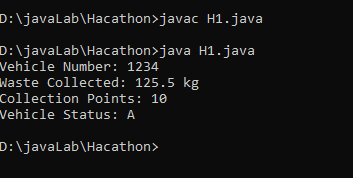 D:\javaLab\Hacathon>javac H1.java
D:\javaLab\Hacathon>java H1.java
Vehicle Number: 1234
Waste Collected: 125.5 kg
Collection Points: 10
Vehicle Status: A
D:\javaLab\Hacathon>